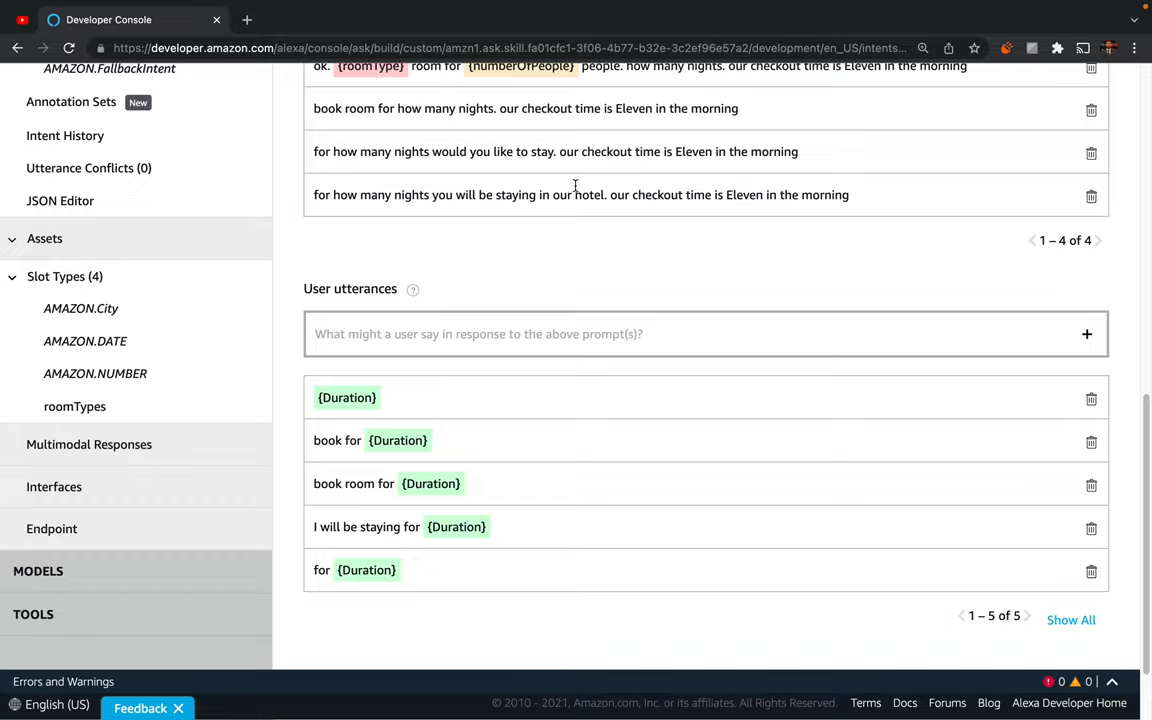 Developer Console
https://developer.amazon.com/alexa/console/ask/build/custom/amzn1.ask.skill.fa01cfc1-3f06-4b77-b32e-3c2ef96e57a2/development/en_US/intents...
AMAZON.FallbackIntent
Annotation Sets New
Intent History
Utterance Conflicts (0)
JSON Editor
Assets
Slot Types (4)
AMAZON.City
AMAZON.DATE
AMAZON.NUMBER
roomTypes
Multimodal Responses
Interfaces
Endpoint
MODELS
TOOLS
ok. {roomType} room for {numberOfPeople} people. how many nights. our checkout time is Eleven in the morning
book room for how many nights. our checkout time is Eleven in the morning
for how many nights would you like to stay. our checkout time is Eleven in the morning
for how many nights you will be staying in our hotel. our checkout time is Eleven in the morning
1 – 4 of 4
User utterances
What might a user say in response to the above prompt(s)?
{Duration}
book for {Duration}
book room for {Duration}
I will be staying for {Duration}
for {Duration}
1 – 5 of 5
Show All
Errors and Warnings
0 0
English (US)
Feedback
© 2010 - 2021, Amazon.com, Inc. or its affiliates. All Rights Reserved.
Terms Docs Forums Blog Alexa Developer Home